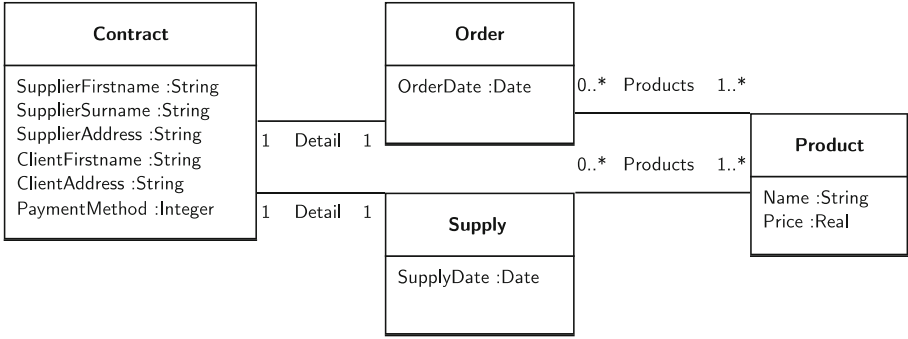 Contract
SupplierFirstname :String
SupplierSurname :String
SupplierAddress :String
ClientFirstname :String
ClientAddress :String
PaymentMethod :Integer
1 Detail 1
1 Detail 1
Order
OrderDate :Date
Supply
SupplyDate :Date
0..* Products 1..*
0..* Products 1..*
Product
Name :String
Price :Real